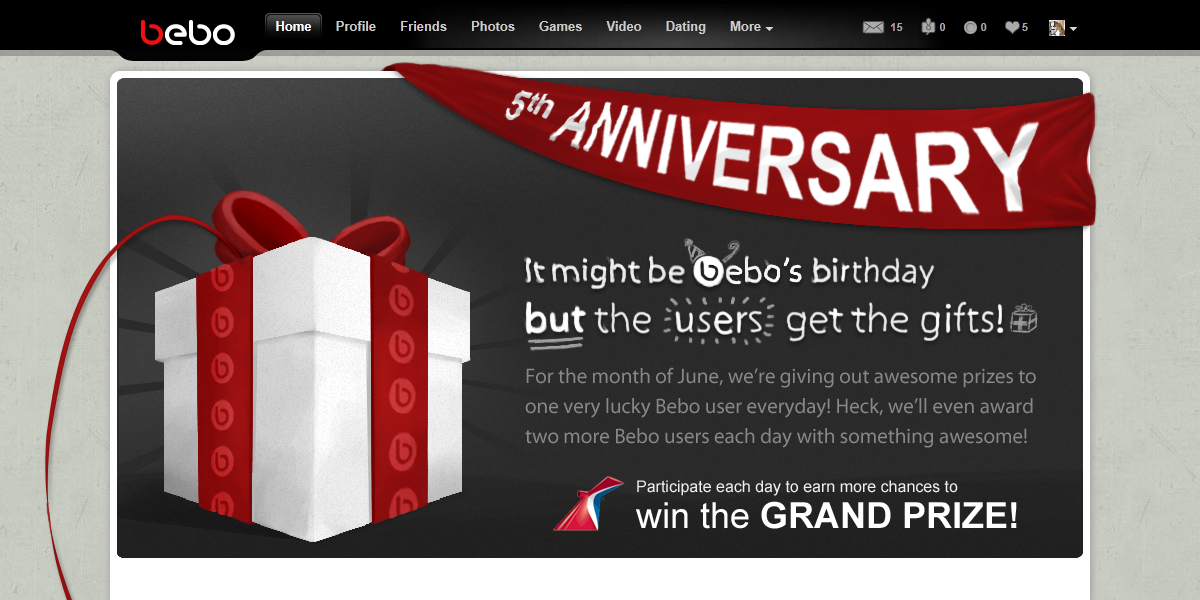 bebo Home Profile Friends Photos Games Video Dating More 15 0 0 5
5th ANNIVERSARY
It might be bebo's birthday
but the users get the gifts!
For the month of June, we're giving out awesome prizes to
one very lucky Bebo user everyday! Heck, we'll even award
two more Bebo users each day with something awesome!
Participate each day to earn more chances to
win the GRAND PRIZE!